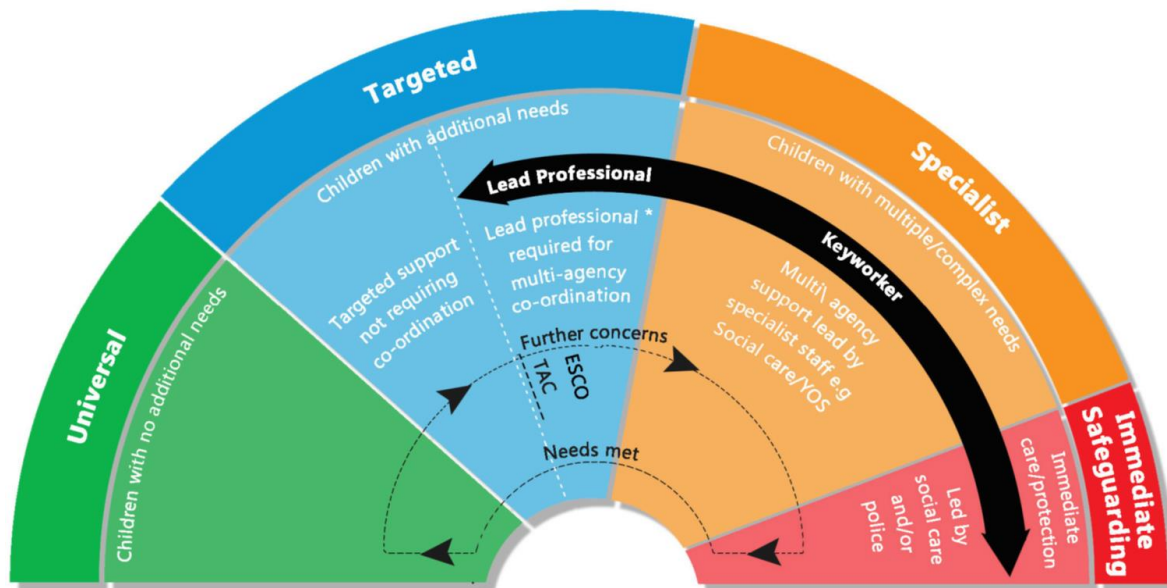 Universal
Children with no additional needs
Targeted
Children with additional needs
Targeted support
not requiring
co-ordination
Lead Professional
Lead professional *
required for
multi-agency
co-ordination
Further concerns
TAC
ESCO
Needs met
Specialist
Children with multiple/complex needs
Keyworker
Multi\ agency
support lead by
specialist staff e.g
Social care/YOS
Immediate
Safeguarding
Immediate
care/protection
Led by
social care
and/or
police